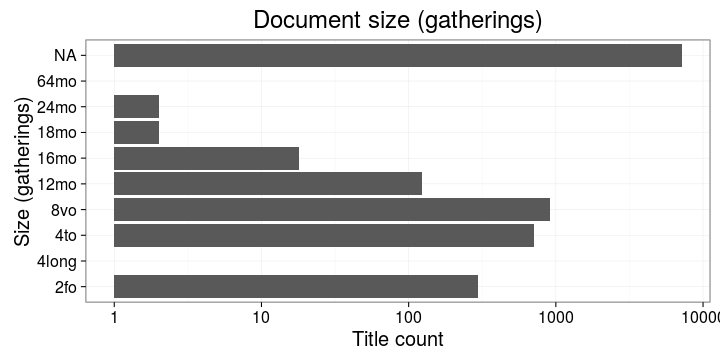 Document size (gatherings)
Size (gatherings)
NA
64mo
24mo
18mo
16mo
12mo
8vo
4to
4long
2fo
1 10 100 1000 10000
Title count